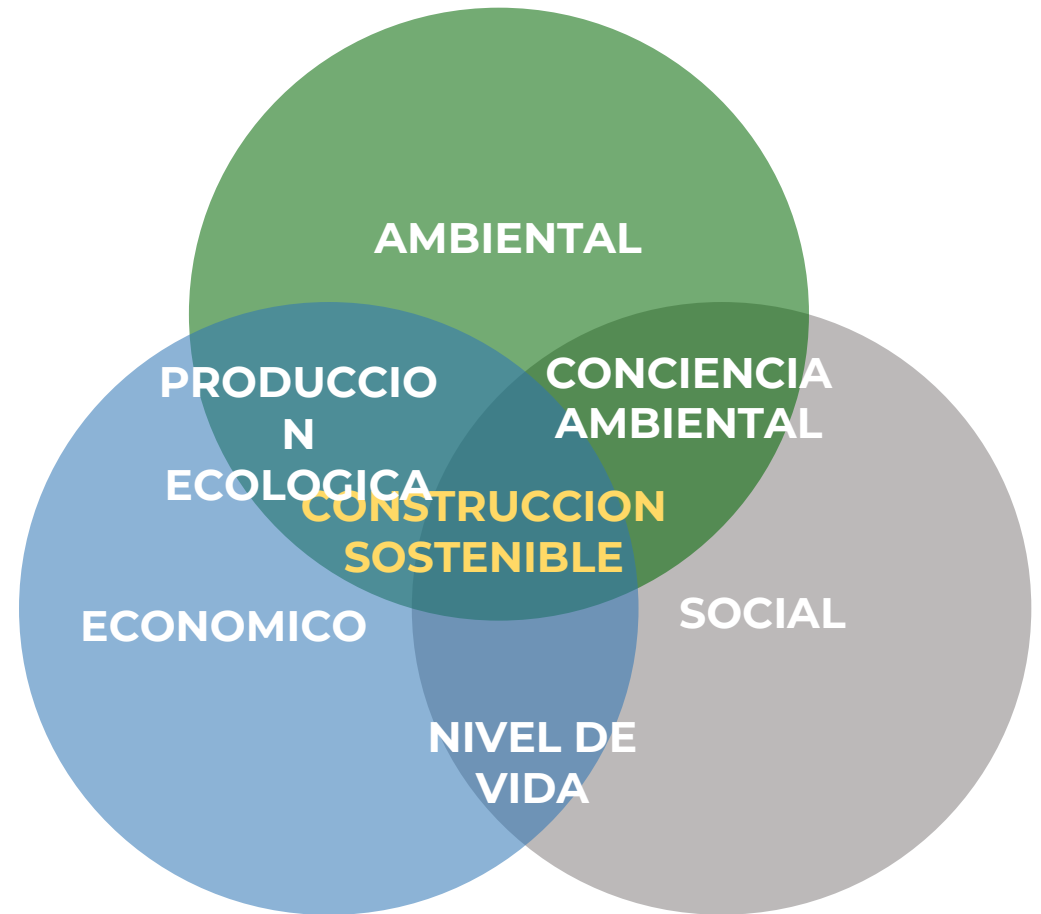 AMBIENTAL
PRODUCCIO
N
ECOLOGICA
CONCIENCIA
AMBIENTAL
CONSTRUCCION
SOSTENIBLE
ECONOMICO
SOCIAL
NIVEL DE
VIDA